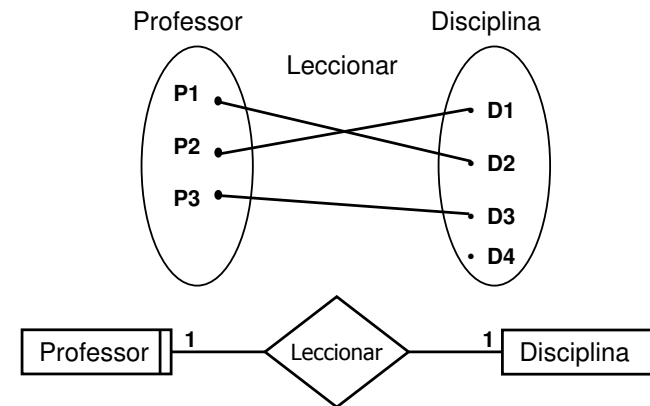 Professor Disciplina
Leccionar
P1
D1
P2
D2
P3
D3
D4
1 1
Professor Leccionar Disciplina